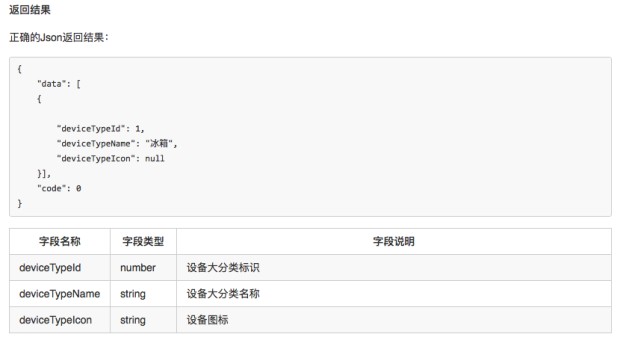 返回结果
正确的Json返回结果：
{
    "data": [
    {
        "deviceTypeId": 1,
        "deviceTypeName": "冰箱",
        "deviceTypeIcon": null
    }],
    "code": 0
}
字段名称 字段类型 字段说明
deviceTypeId number 设备大分类标识
deviceTypeName string 设备大分类名称
deviceTypeIcon string 设备图标